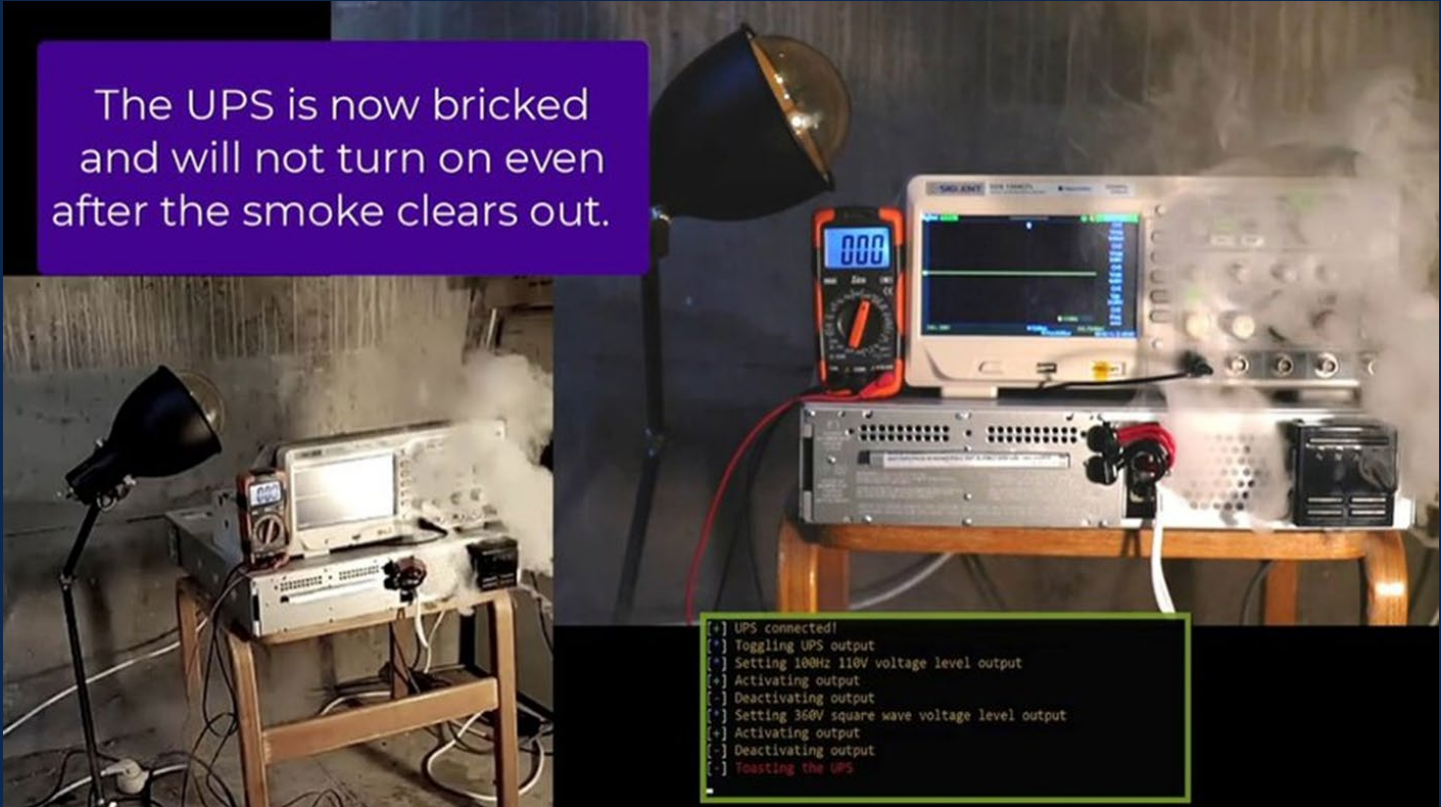 The UPS is now bricked
and will not turn on even
after the smoke clears out.
SIGLENT
000
000
[+] UPS connected!
[*] Toggling UPS output
[*] Setting 100Hz 110V voltage level output
[+] Activating output
[-] Deactivating output
[*] Setting 360V square wave voltage level output
[+] Activating output
[-] Deactivating output
[-] Toasting the UPS